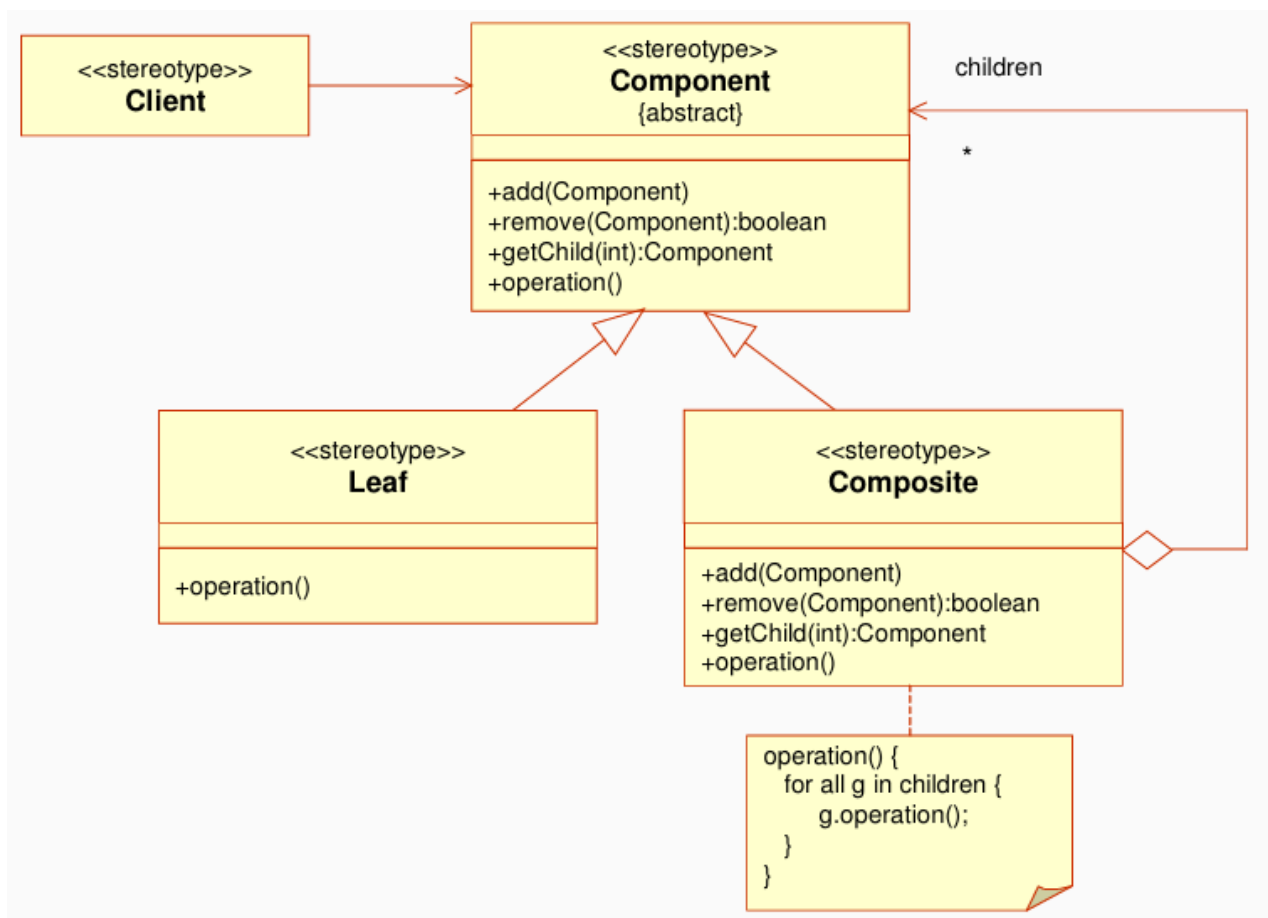 <<stereotype>>
Client
<<stereotype>>
Component
{abstract}
children
*
+add(Component)
+remove(Component):boolean
+getChild(int):Component
+operation()
<<stereotype>>
Leaf
+operation()
<<stereotype>>
Composite
+add(Component)
+remove(Component):boolean
+getChild(int):Component
+operation()
operation() {
for all g in children {
g.operation();
}
}